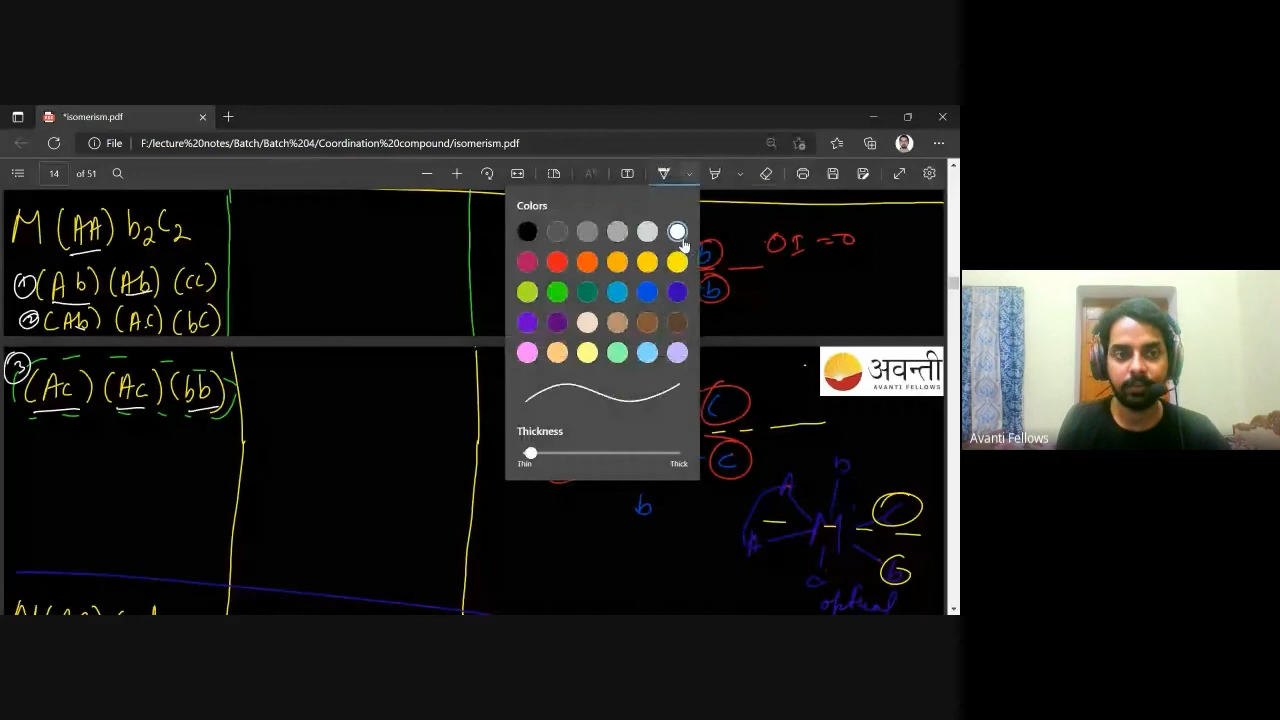 *isomerism.pdf
File F:/lecture%20notes/Batch/Batch%204/Coordination%20compound/isomerism.pdf
14 of 51
Colors
Thickness
Thin Thick
M (AA) b2C2
① (Ab) (Ab) (cc)
② (Ab) (AC) (bC)
③ (Ac) (Ac) (bb)
b
b
OI = 0
C
C
b
अवन्ती
AVANTI FELLOWS
A
A
M
b
b
optical
Avanti Fellows